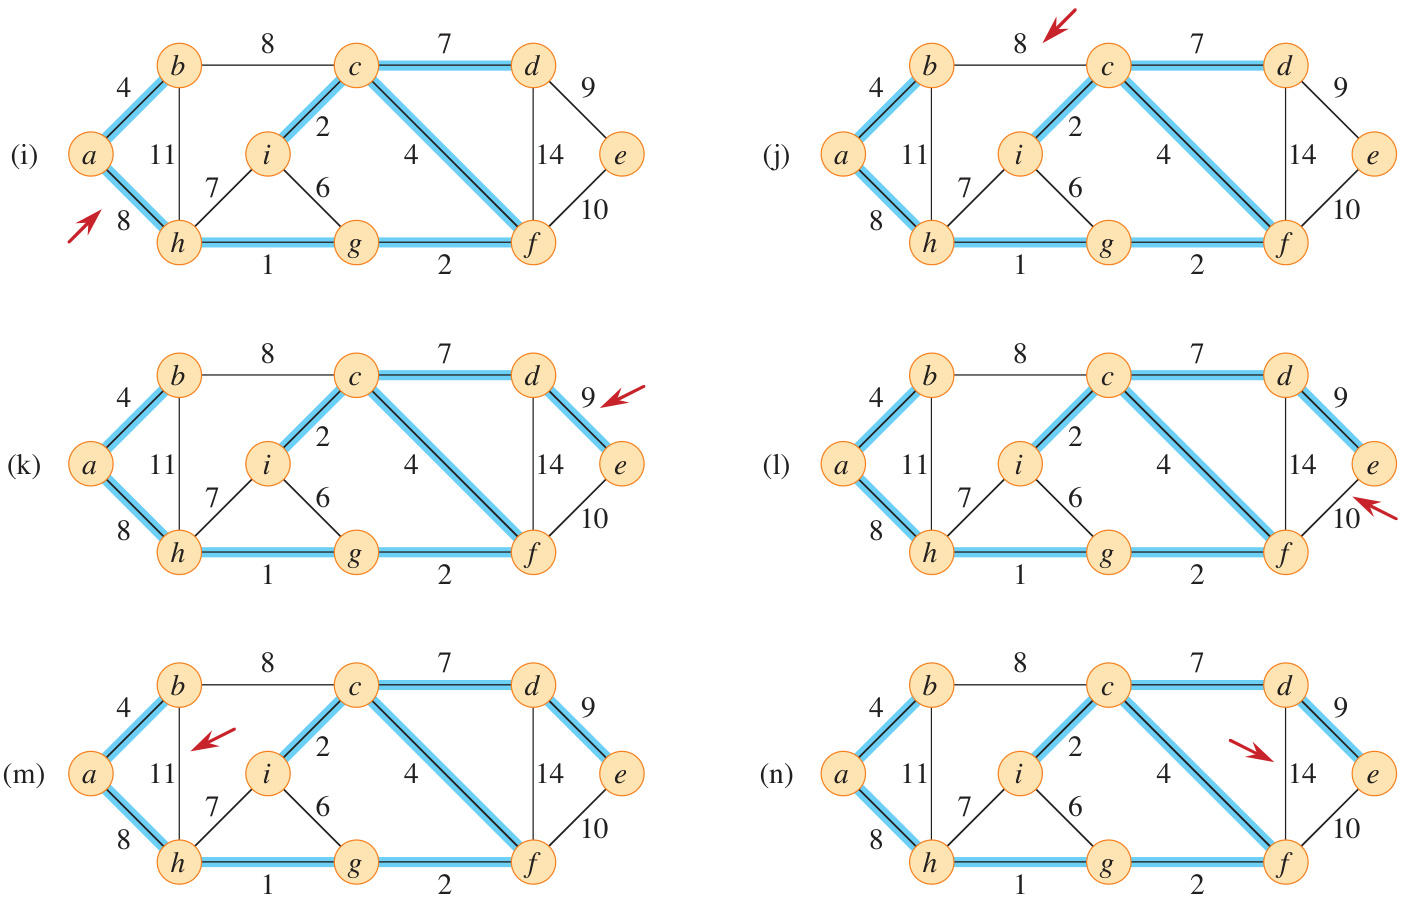 8 7 8 7
b c d b c d
4 9 4 9
2 2
(i) a 11 i 4 14 e (j) a 11 i 4 14 e
7 6 7 6
8 10 8 10
h g f h g f
1 2 1 2
8 7 8 7
b c d b c d
4 9 4 9
2 2
(k) a 11 i 4 14 e (l) a 11 i 4 14 e
7 6 7 6
8 10 8 10
h g f h g f
1 2 1 2
8 7 8 7
b c d b c d
4 9 4 9
2 2
(m) a 11 i 4 14 e (n) a 11 i 4 14 e
7 6 7 6
8 10 8 10
h g f h g f
1 2 1 2